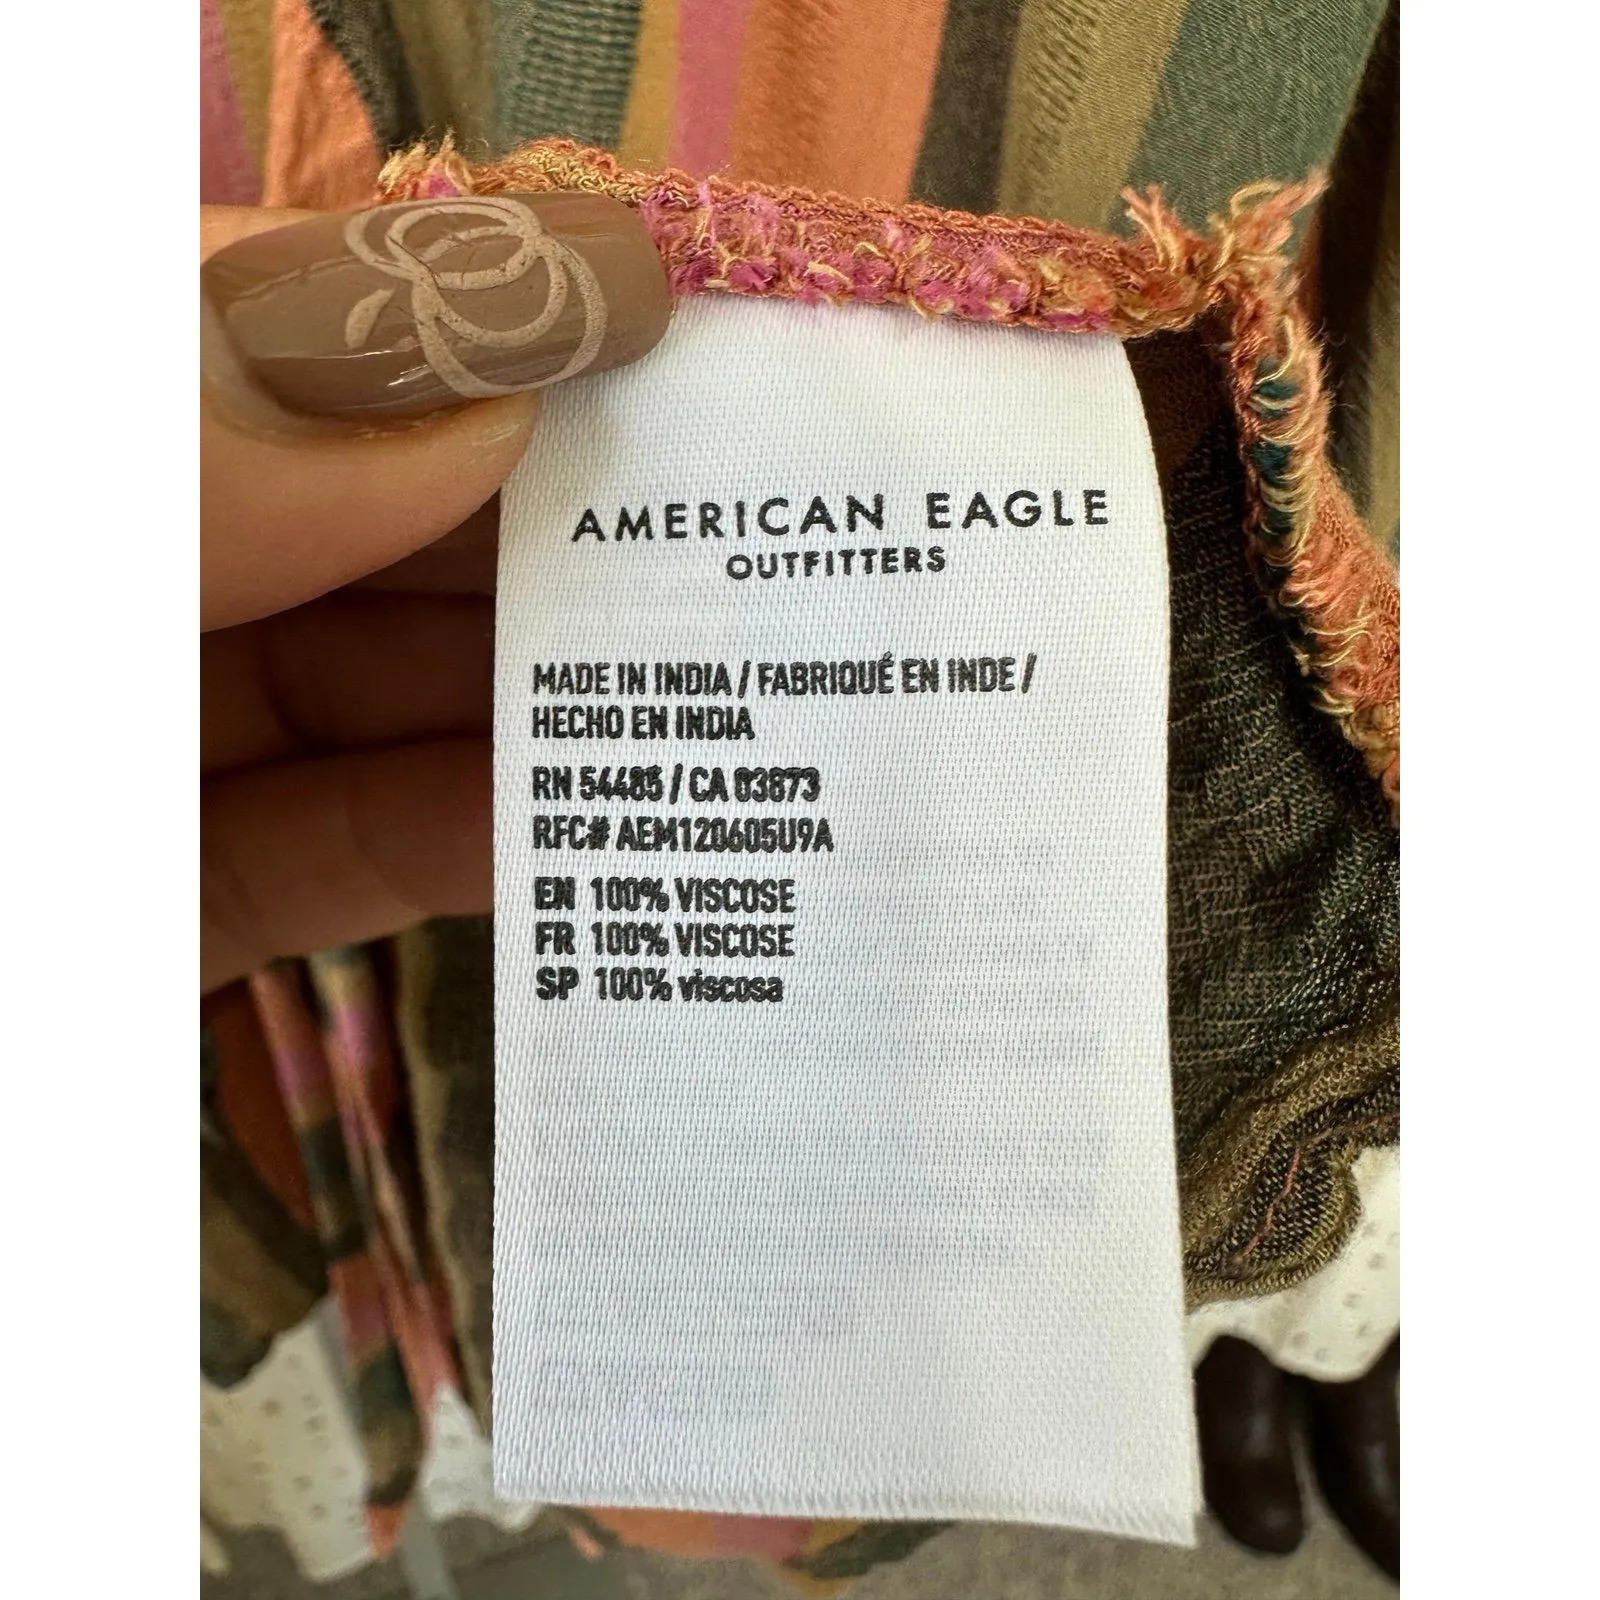 AMERICAN EAGLE
OUTFITTERS
MADE IN INDIA / FABRIQUÉ EN INDE /
HECHO EN INDIA
RN 54485 / CA 03873
RFC# AEM120605U9A
EN 100% VISCOSE
FR 100% VISCOSE
SP 100% viscosa